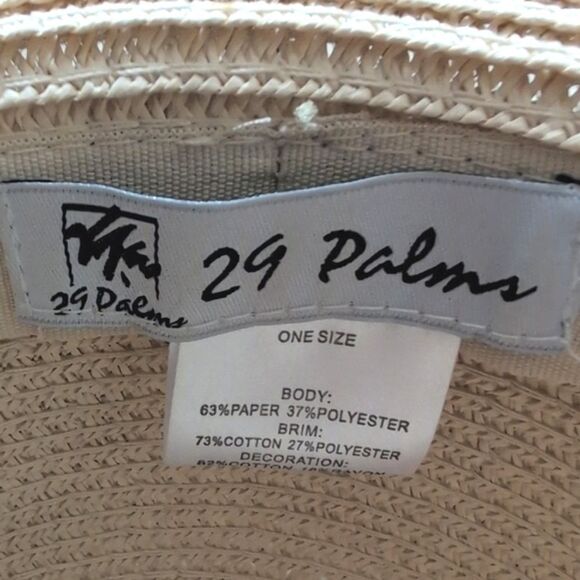 29 Palms
29 Palms
ONE SIZE
BODY:
63%PAPER 37%POLYESTER
BRIM:
73%COTTON 27%POLYESTER
DECORATION: